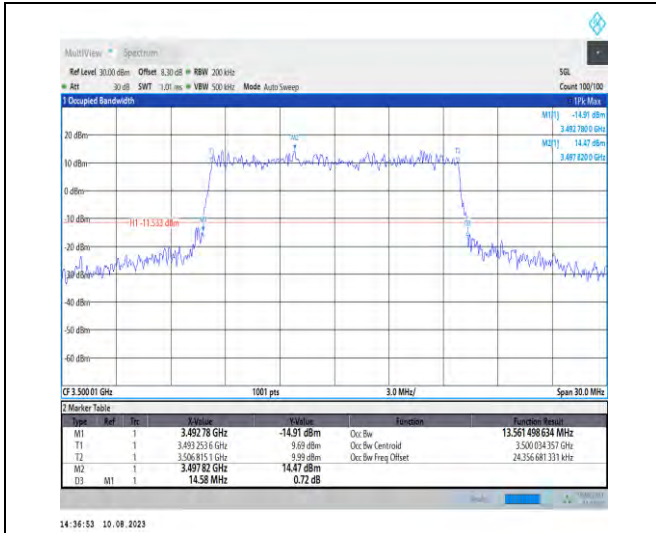 MultiView Spectrum
Ref Level 30.00 dBm Offset 8.30 dB RBW 200 kHz SGL
Att 30 dB SWT 1.01 ms VBW 500 kHz Mode Auto Sweep Count 100/100
1 Occupied Bandwidth 1Pk Max
M1[1] -14.91 dBm
3.492 780 0 GHz
M2[1] 14.47 dBm
3.497 820 0 GHz
20 dBm
10 dBm
0 dBm
-10 dBm
H1 -11.532 dBm
-20 dBm
-30 dBm
-40 dBm
-50 dBm
-60 dBm
CF 3.500 01 GHz 1001 pts 3.0 MHz/ Span 30.0 MHz
2 Marker Table
Type Ref Trc X-Value Y-Value Function Function Result
M1 1 3.492 78 GHz -14.91 dBm Occ Bw 13.561 498 634 MHz
T1 1 3.493 253 6 GHz 9.69 dBm Occ Bw Centroid 3.500 034 357 GHz
T2 1 3.506 815 1 GHz 9.99 dBm Occ Bw Freq Offset 24.356 681 331 kHz
M2 1 3.497 82 GHz 14.47 dBm
D3 M1 1 14.58 MHz 0.72 dB
14:36:53 10.08.2023